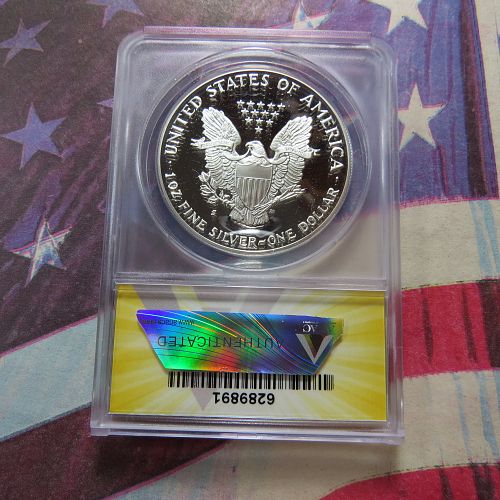 UNITED STATES OF AMERICA
1 OZ. FINE SILVER~ONE DOLLAR
S
AUTHENTICATED
6289891